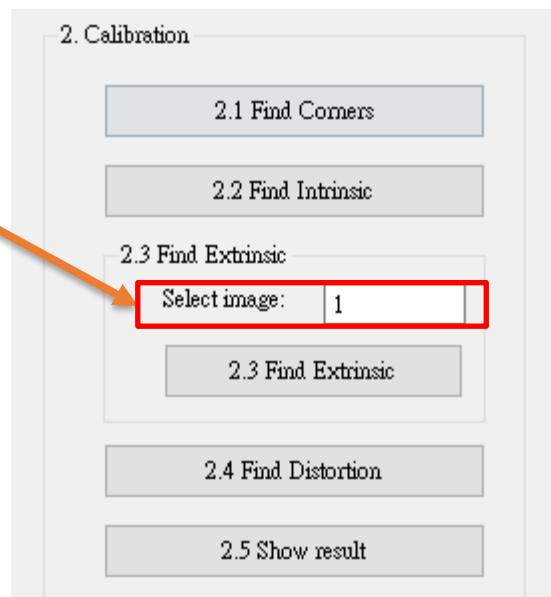 2. Calibration
2.1 Find Corners
2.2 Find Intrinsic
2.3 Find Extrinsic
Select image: 1
2.3 Find Extrinsic
2.4 Find Distortion
2.5 Show result